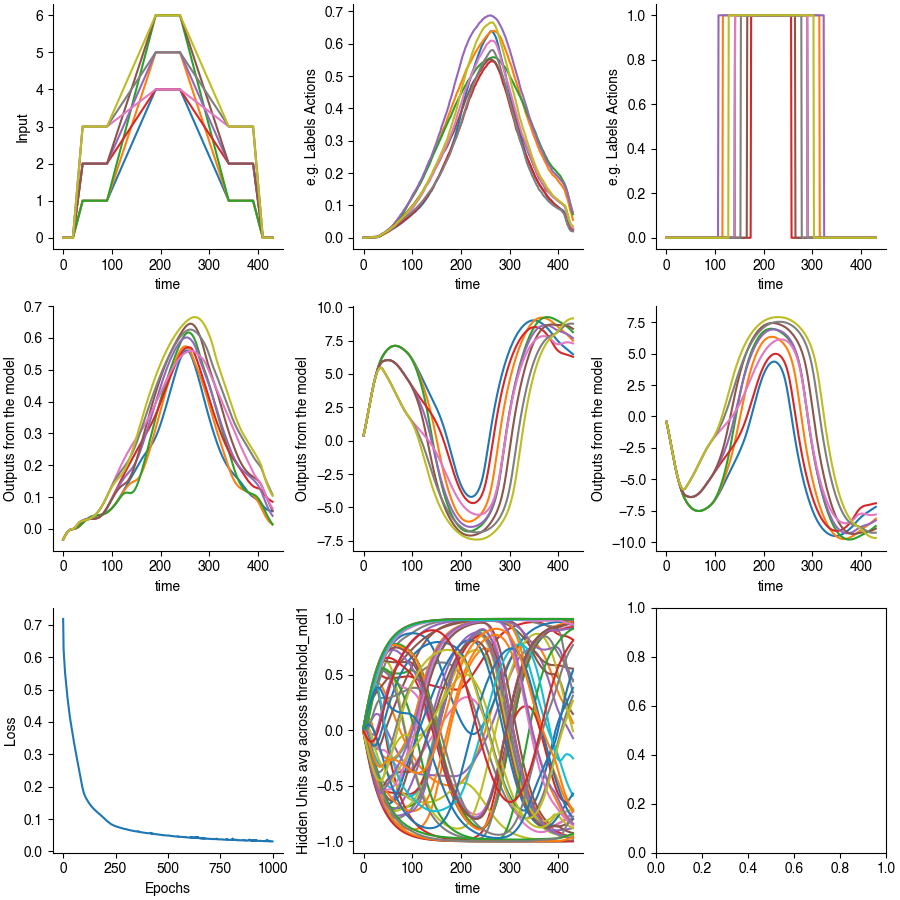 6
5
4
3
2
1
0
Input
0 100 200 300 400
time
0.7
0.6
0.5
0.4
0.3
0.2
0.1
0.0
e.g. Labels Actions
0 100 200 300 400
time
1.0
0.8
0.6
0.4
0.2
0.0
e.g. Labels Actions
0 100 200 300 400
time
0.7
0.6
0.5
0.4
0.3
0.2
0.1
0.0
Outputs from the model
0 100 200 300 400
time
10.0
7.5
5.0
2.5
0.0
−2.5
−5.0
−7.5
Outputs from the model
0 100 200 300 400
time
7.5
5.0
2.5
0.0
−2.5
−5.0
−7.5
−10.0
Outputs from the model
0 100 200 300 400
time
0.7
0.6
0.5
0.4
0.3
0.2
0.1
0.0
Loss
0 250 500 750 1000
Epochs
1.0
0.5
0.0
−0.5
−1.0
Hidden Units avg across threshold_mdl1
0 100 200 300 400
time
1.0
0.8
0.6
0.4
0.2
0.0
0.0 0.2 0.4 0.6 0.8 1.0